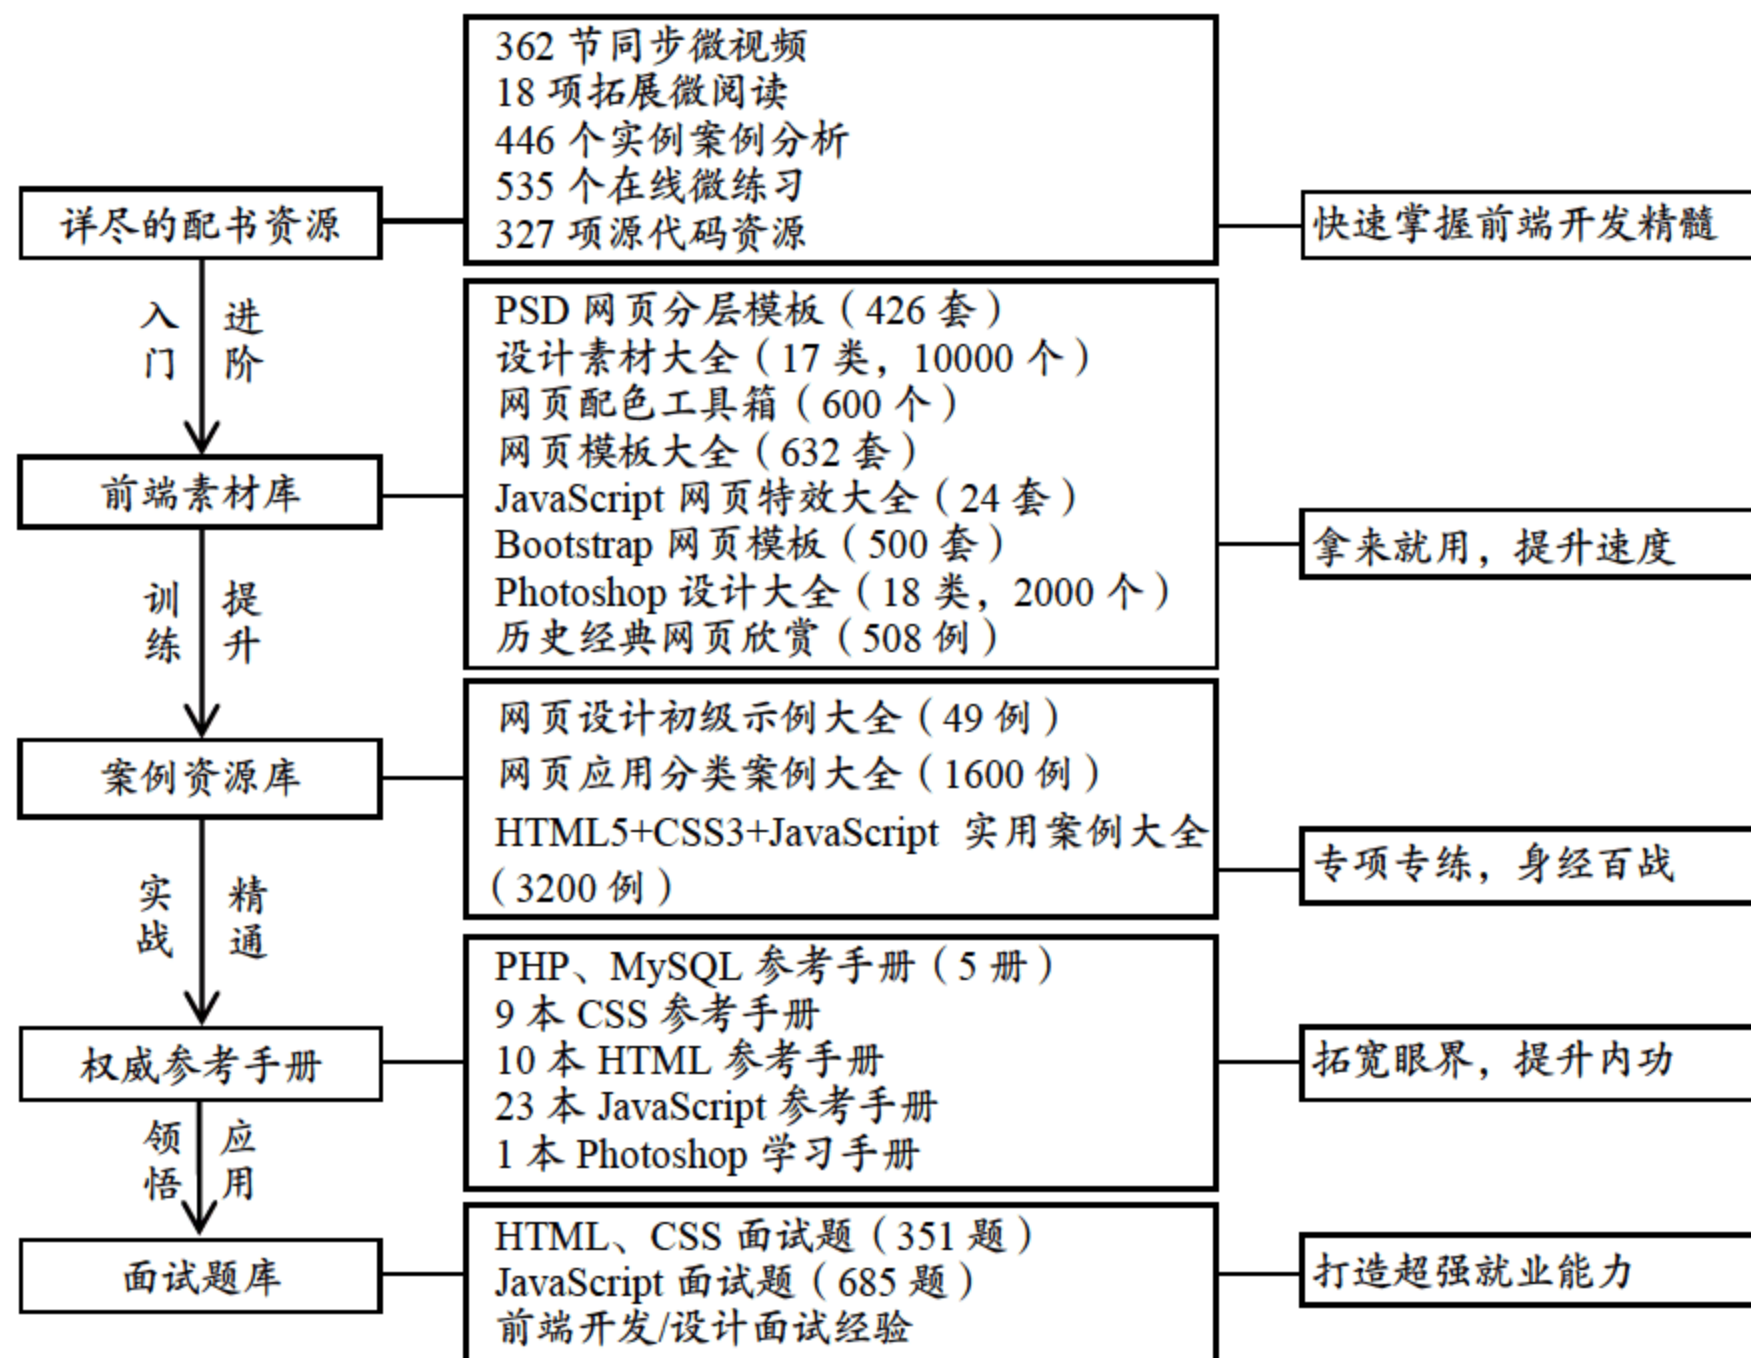 362 节同步微视频
18 项拓展微阅读
446 个实例案例分析
535 个在线微练习
327 项源代码资源
详尽的配书资源
快速掌握前端开发精髓
入门
进阶
PSD 网页分层模板（426 套）
设计素材大全（17 类，10000 个）
网页配色工具箱（600 个）
网页模板大全（632 套）
JavaScript 网页特效大全（24 套）
Bootstrap 网页模板（500 套）
Photoshop 设计大全（18 类，2000 个）
历史经典网页欣赏（508 例）
前端素材库
拿来就用，提升速度
训练
提升
网页设计初级示例大全（49 例）
网页应用分类案例大全（1600 例）
HTML5+CSS3+JavaScript 实用案例大全
（3200 例）
案例资源库
专项专练，身经百战
实战
精通
PHP、MySQL 参考手册（5 册）
9 本 CSS 参考手册
10 本 HTML 参考手册
23 本 JavaScript 参考手册
1 本 Photoshop 学习手册
权威参考手册
拓宽眼界，提升内功
领悟
应用
HTML、CSS 面试题（351 题）
JavaScript 面试题（685 题）
前端开发/设计面试经验
面试题库
打造超强就业能力